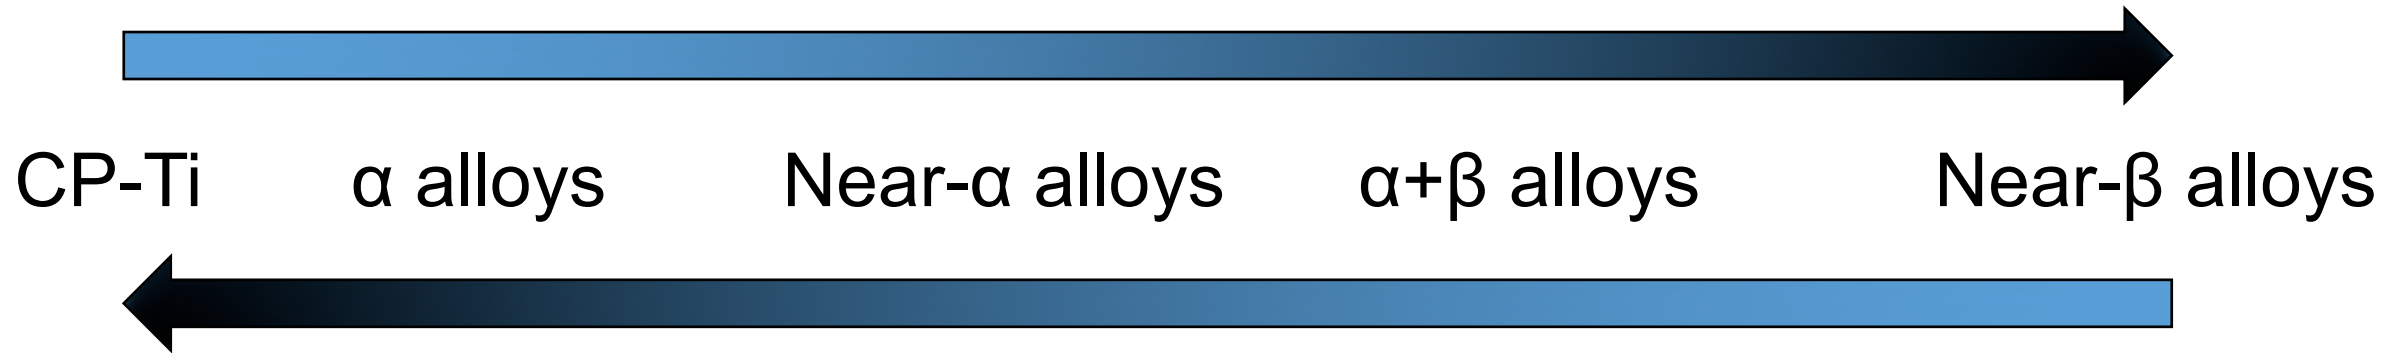 CP-Ti α alloys Near-α alloys α+β alloys Near-β alloys